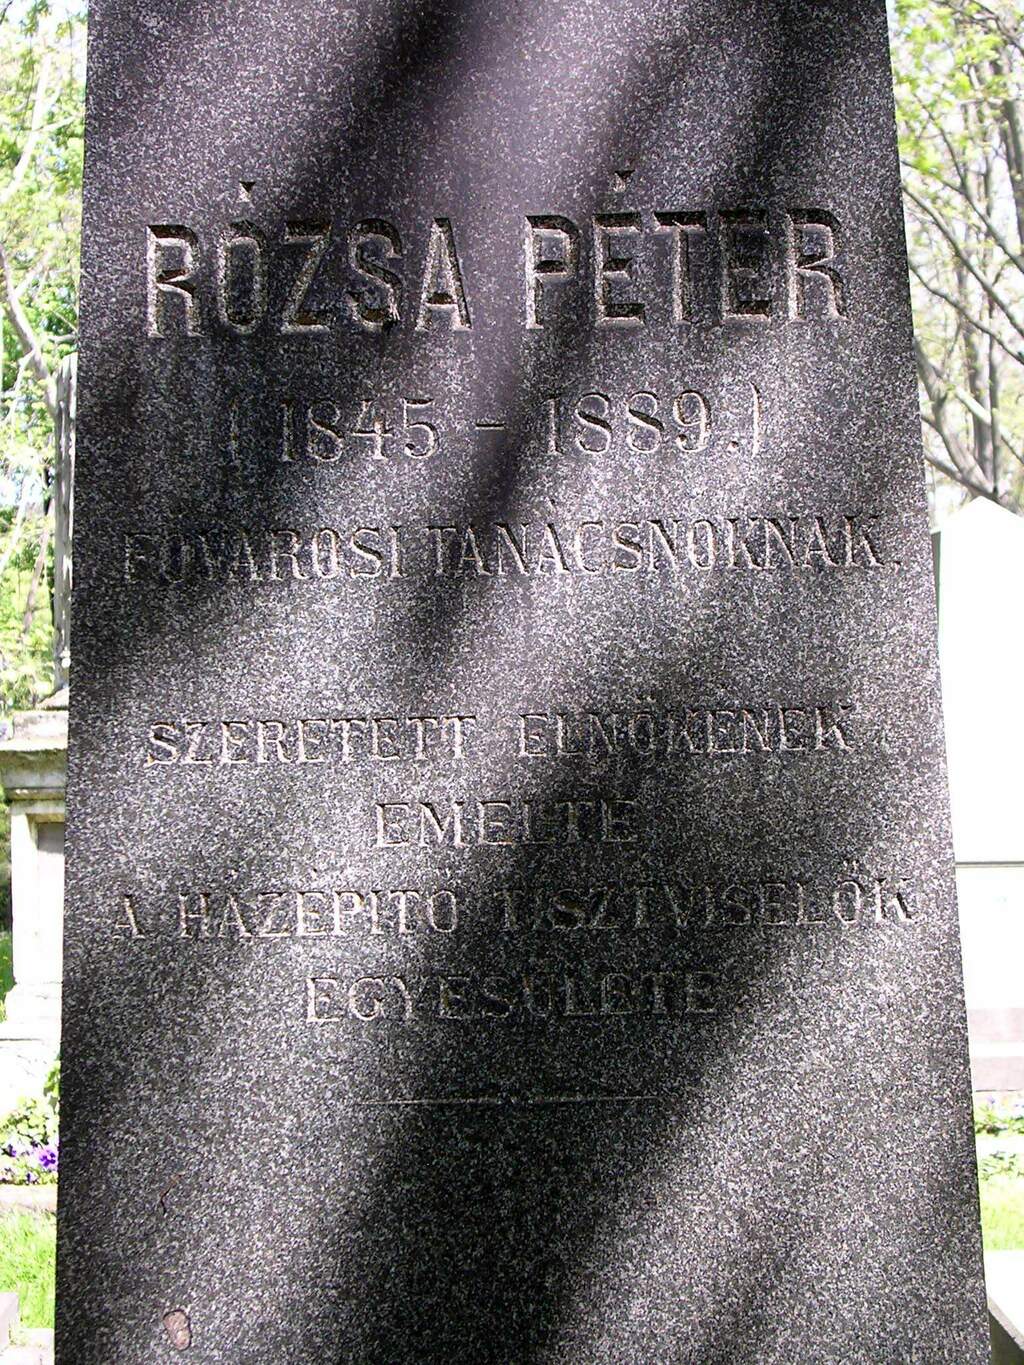 RÓZSA PÉTER
(1845 - 1889.)
FŐVÁROSI TANÁCSNOKNAK.
SZERETETT ELNÖKÉNEK
EMELTE
A HÁZÉPITŐ TISZTVISELŐK
EGYESÜLETE